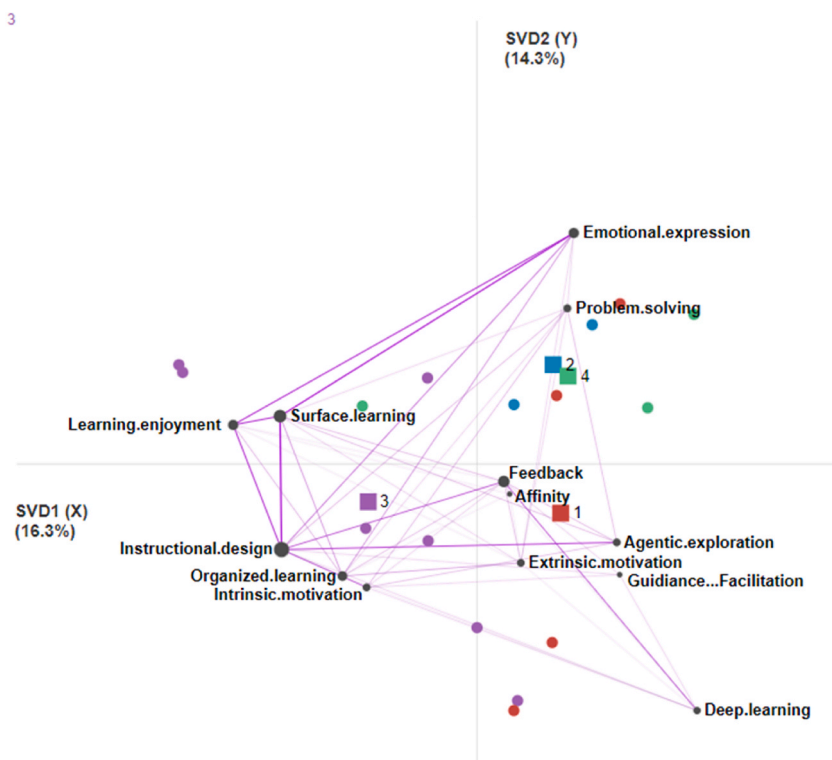 3
SVD2 (Y)
(14.3%)
Emotional.expression
Problem.solving
2
4
Learning.enjoyment
Surface.learning
Feedback
Affinity
SVD1 (X)
(16.3%)
3
1
Instructional.design
Agentic.exploration
Extrinsic.motivation
Organized.learning
Guidiance...Facilitation
Intrinsic.motivation
Deep.learning